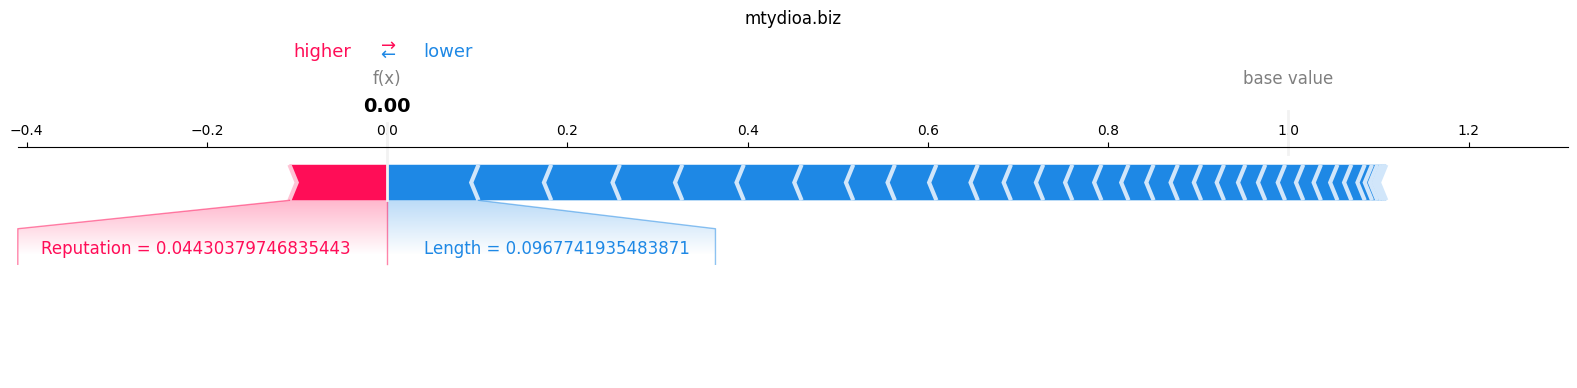 mtydioa.biz
higher ⇄ lower
f(x)
base value
0.00
−0.4 −0.2 0.0 0.2 0.4 0.6 0.8 1.0 1.2
Reputation = 0.04430379746835443
Length = 0.0967741935483871